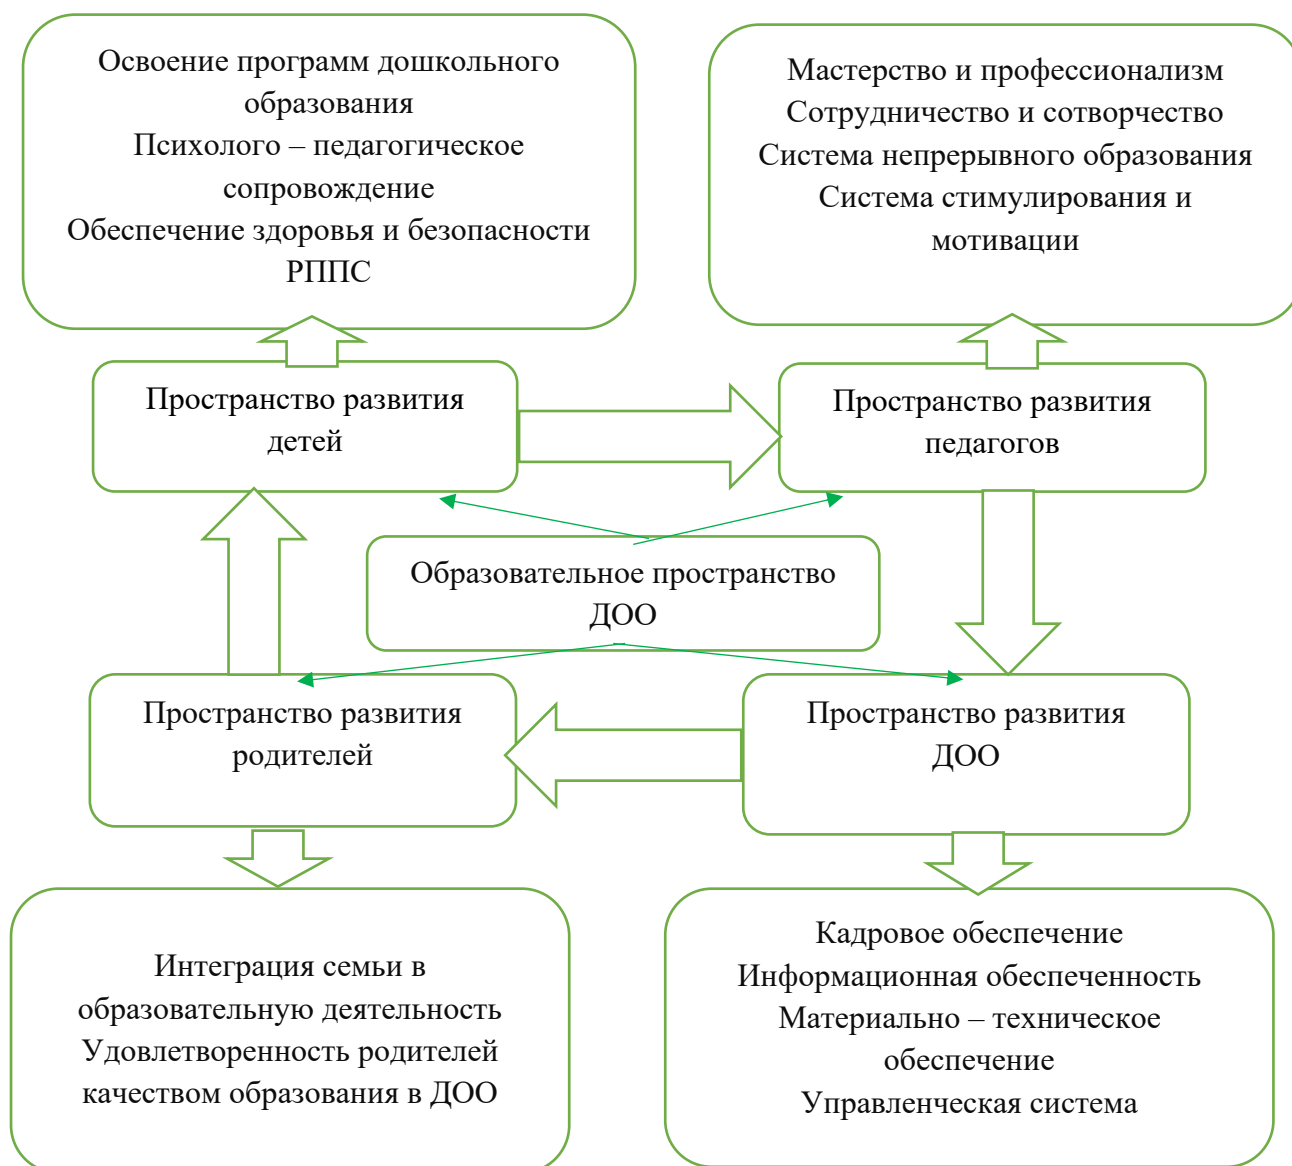 Освоение программ дошкольного
образования
Психолого – педагогическое
сопровождение
Обеспечение здоровья и безопасности
РППС
Мастерство и профессионализм
Сотрудничество и сотворчество
Система непрерывного образования
Система стимулирования и
мотивации
Пространство развития
детей
Пространство развития
педагогов
Образовательное пространство
ДОО
Пространство развития
родителей
Пространство развития
ДОО
Интеграция семьи в
образовательную деятельность
Удовлетворенность родителей
качеством образования в ДОО
Кадровое обеспечение
Информационная обеспеченность
Материально – техническое
обеспечение
Управленческая система